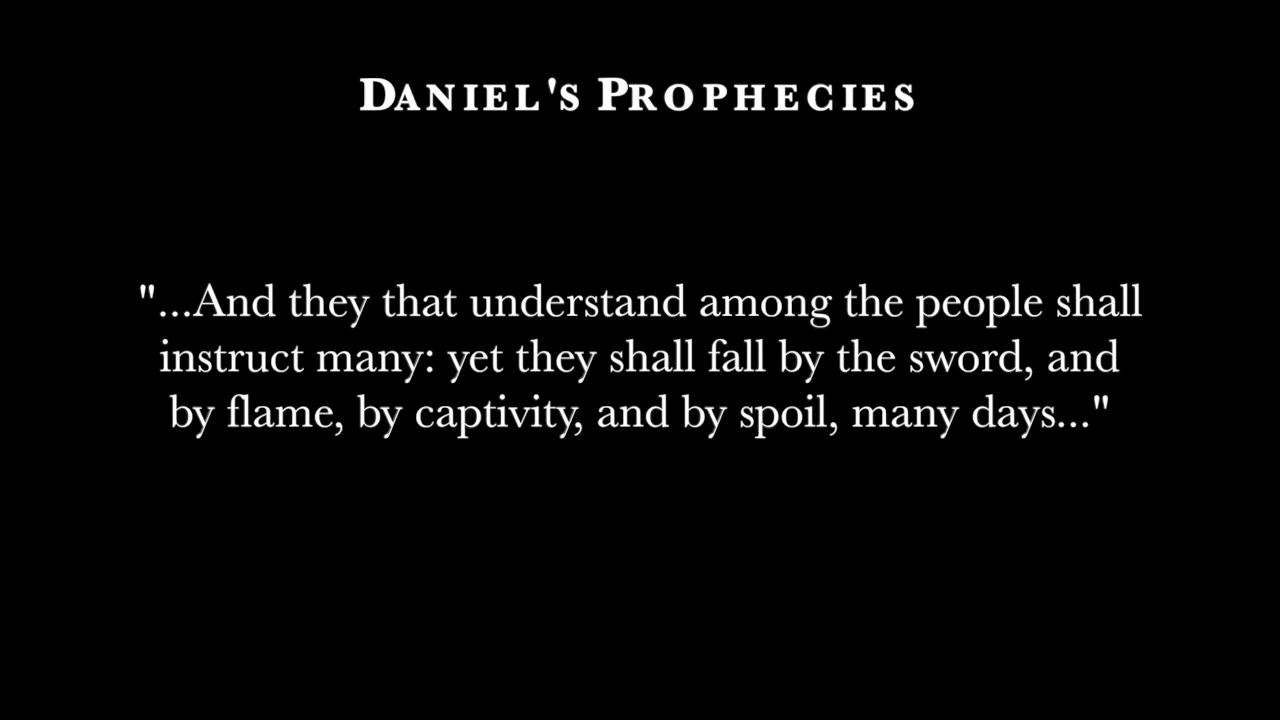 DANIEL'S PROPHECIES
"...And they that understand among the people shall
instruct many: yet they shall fall by the sword, and
by flame, by captivity, and by spoil, many days..."